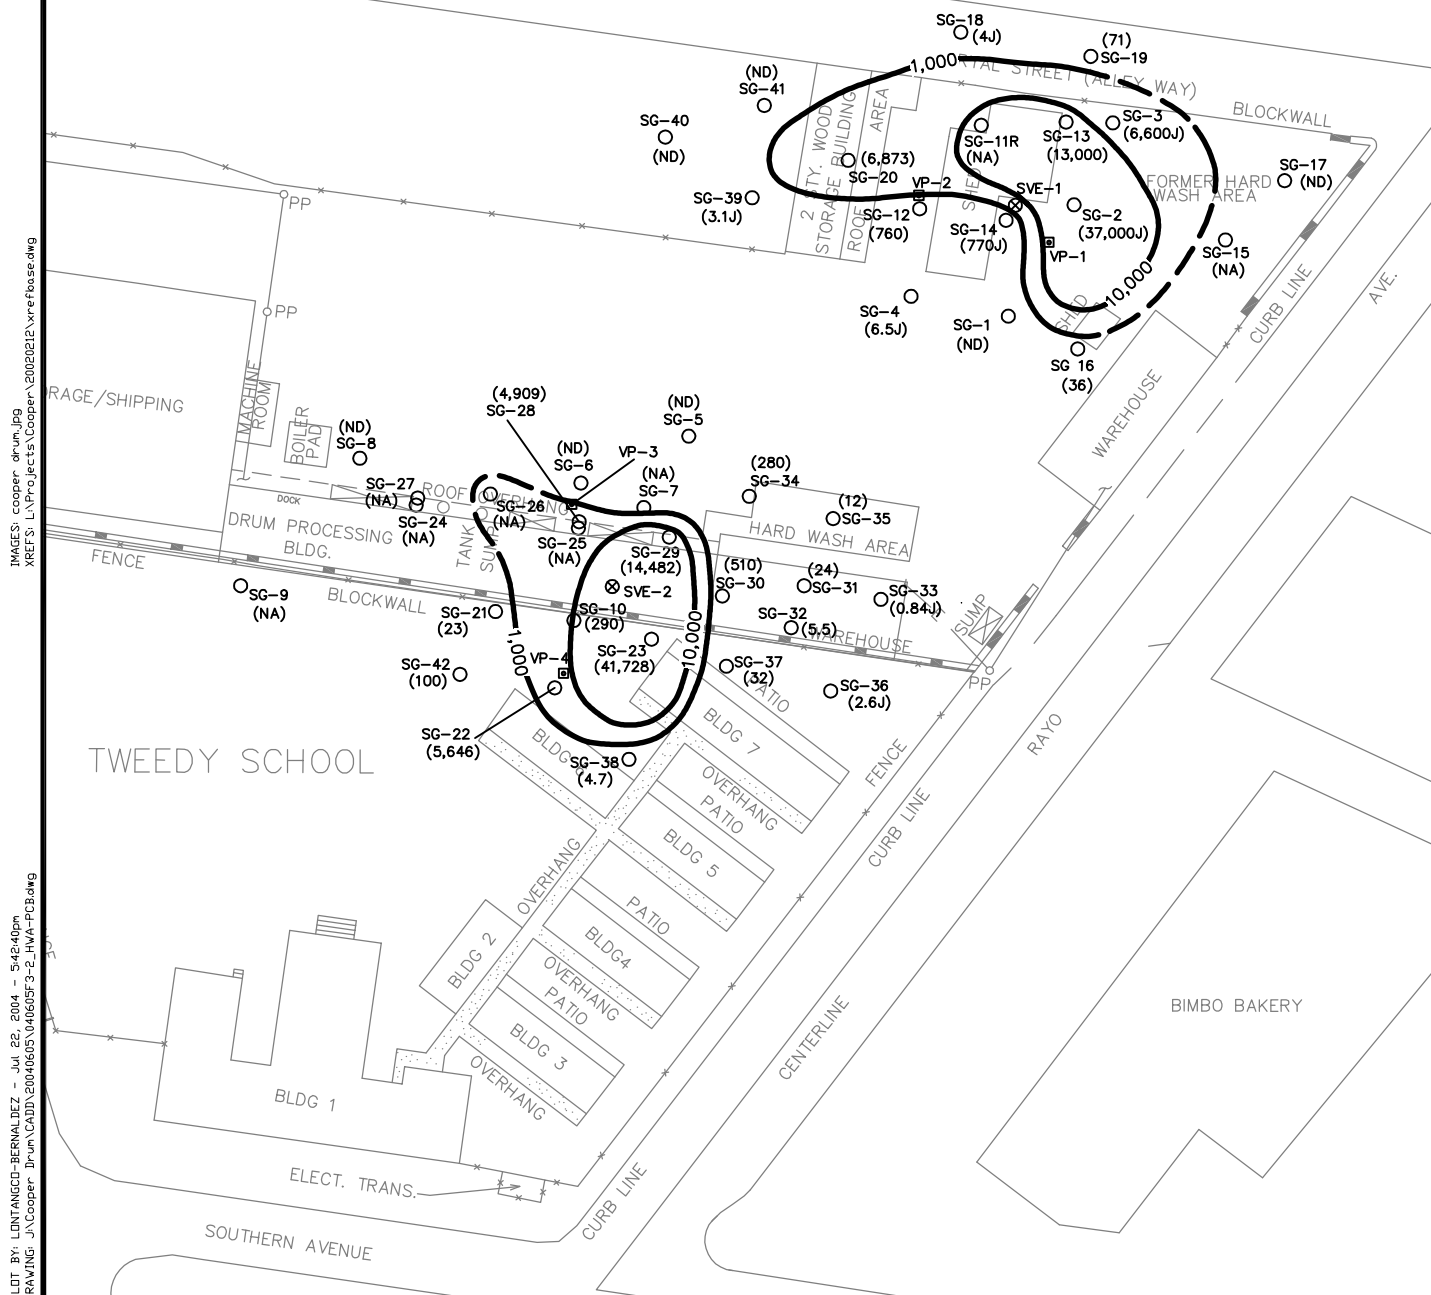 SG-18
(4J)
(71)
SG-19
1,000
STREET (ALLEY WAY)
BLOCKWALL
(ND)
SG-41
SG-40
(ND)
2 STY. WOOD
STORAGE BUILDING
ROOF AREA
SG-11R
(NA)
SG-13
(13,000)
SG-3
(6,600J)
SG-17
(ND)
(6,873)
SG-20
VP-2
SHED
SVE-1
FORMER HARD
WASH AREA
SG-39
(3.1J)
SG-12
(760)
SG-14
(770J)
SG-2
(37,000J)
VP-1
SG-15
(NA)
10,000
PP
PP
SG-4
(6.5J)
SG-1
(ND)
SHED
SG 16
(36)
CURB LINE
AVE.
WAREHOUSE
RAGE/SHIPPING
MACHINE
ROOM
BOILER
PAD
(ND)
SG-8
(4,909)
SG-28
(ND)
SG-5
(ND)
SG-6
VP-3
(NA)
SG-7
(280)
SG-34
(12)
SG-35
HARD WASH AREA
SG-27
(NA)
ROOF OVERHANG
SG-26
(NA)
DOCK
SG-24
(NA)
DRUM PROCESSING
BLDG.
TANK
SUMP
SG-25
(NA)
SG-29
(14,482)
FENCE
SG-9
(NA)
BLOCKWALL
SG-21
(23)
SVE-2
SG-10
(290)
(510)
SG-30
(24)
SG-31
SG-33
(0.84J)
SG-32
(5.5)
WAREHOUSE
SUMP
PP
1,000
10,000
SG-23
(41,728)
VP-4
SG-42
(100)
SG-37
(32)
PATIO
SG-36
(2.6J)
SG-22
(5,646)
BLDG 7
BLDG
SG-38
(4.7)
TWEEDY SCHOOL
OVERHANG
PATIO
BLDG 5
FENCE
CURB LINE
RAYO
OVERHANG
PATIO
BLDG 2
BLDG4
OVERHANG
PATIO
BLDG 3
OVERHANG
CENTERLINE
BIMBO BAKERY
BLDG 1
ELECT. TRANS.
CURB LINE
SOUTHERN AVENUE
IMAGES: cooper drum.jpg
XREFS: L:\Projects\Cooper\20020212\xrefbase.dwg
LOT BY: LONTANGCO-BERNALDEZ - Jul 22, 2004 - 5:42:40pm
RAWING: J:\Cooper Drum\CADD\20040605\040605F3-2_HWA-PCB.dwg